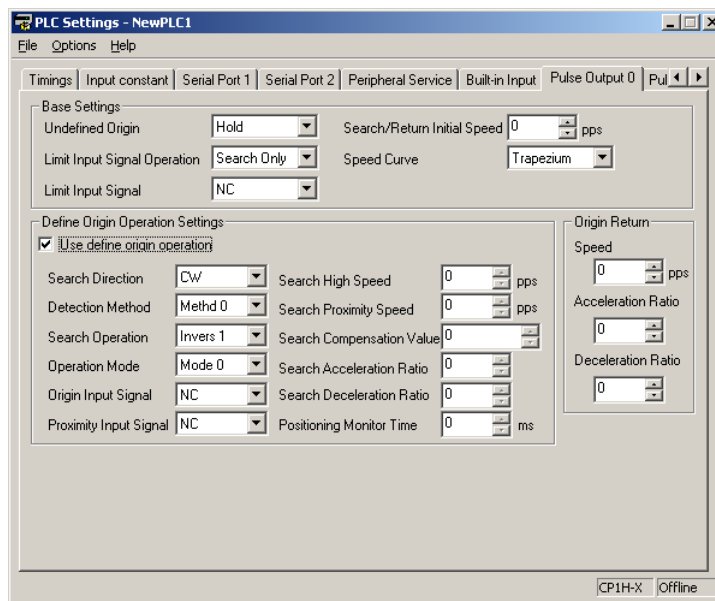 PLC Settings - NewPLC1
File Options Help
Timings Input constant Serial Port 1 Serial Port 2 Peripheral Service Built-in Input Pulse Output 0 Pul
Base Settings
Undefined Origin Hold Search/Return Initial Speed 0 pps
Limit Input Signal Operation Search Only Speed Curve Trapezium
Limit Input Signal NC
Define Origin Operation Settings Origin Return
Use define origin operation
Speed
Search Direction CW Search High Speed 0 pps 0 pps
Detection Method Methd 0 Search Proximity Speed 0 pps Acceleration Ratio
Search Operation Invers 1 Search Compensation Value 0 0
Operation Mode Mode 0 Search Acceleration Ratio 0 Deceleration Ratio
Origin Input Signal NC Search Deceleration Ratio 0 0
Proximity Input Signal NC Positioning Monitor Time 0 ms
CP1H-X Offline